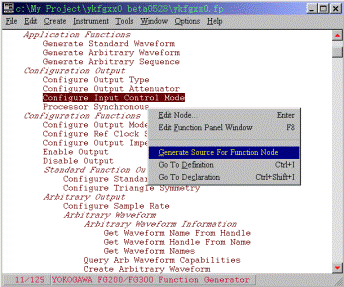 c:\My Project\ykfgxx0 beta0528\ykfgxx0.fp
File Edit Create Instrument Tools Window Options Help
Application Functions
Generate Standard Waveform
Generate Arbitrary Waveform
Generate Arbitrary Sequence
Configuration Output
Configure Output Type
Configure Output Attenuator
Configure Input Control Mode
Processor Synchronous
Edit Node... Enter
Configuration Functions
Configure Output Mode
Edit Function Panel Window F8
Configure Ref Clock S
Configure Output Impe
Enable Output
Generate Source For Function Node
Disable Output
Go To Definition Ctrl+I
Standard Function Ou
Configure Standa
Go To Declaration Ctrl+Shift+I
Configure Triangle Symmetry
Arbitrary Output
Configure Sample Rate
Arbitrary Waveform
Arbitrary Waveform Information
Get Waveform Name From Handle
Get Waveform Handle From Name
Get Waveform Names
Query Arb Waveform Capabilities
Create Arbitrary Waveform
11/125 YOKOGAWA FG200/FG300 Function Generator